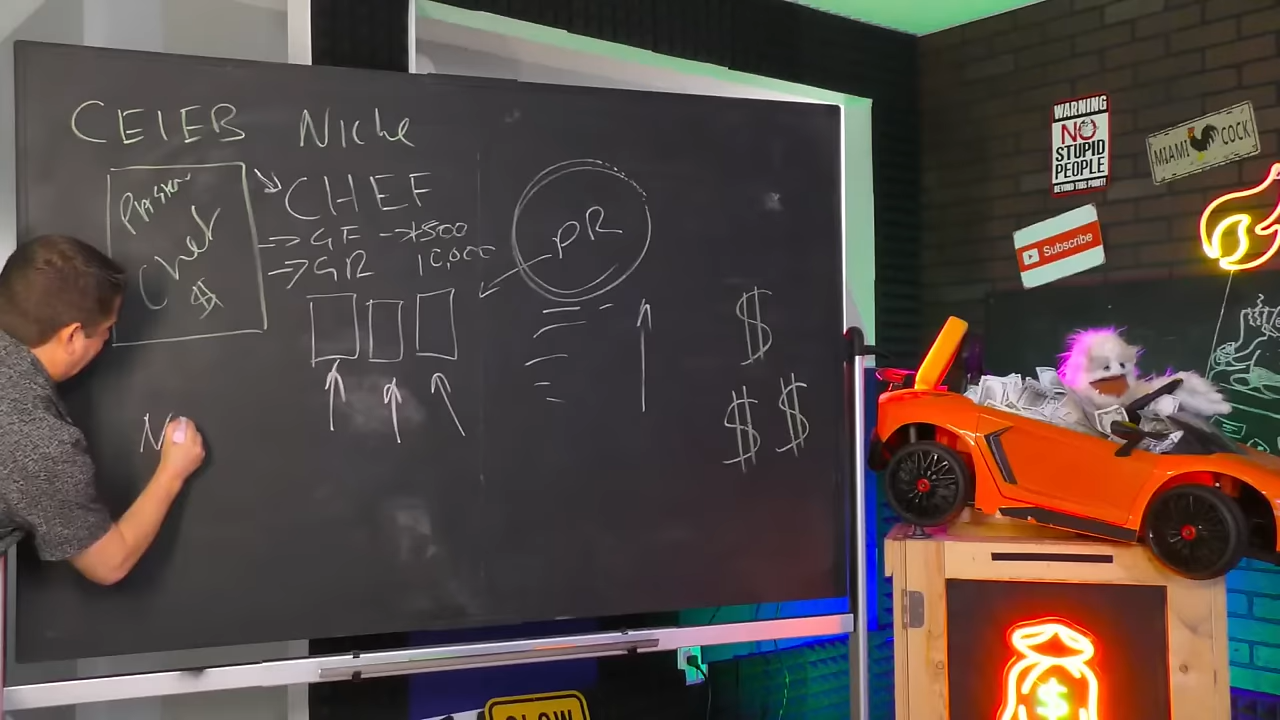 CELEB Niche
Chef
$
CHEF
→ GF → 500
→ GR 10,000
PR
$
$ $
N
WARNING
NO
STUPID
PEOPLE
BEYOND THIS POINT!
MIAMI COCK
Subscribe
$
SLOW